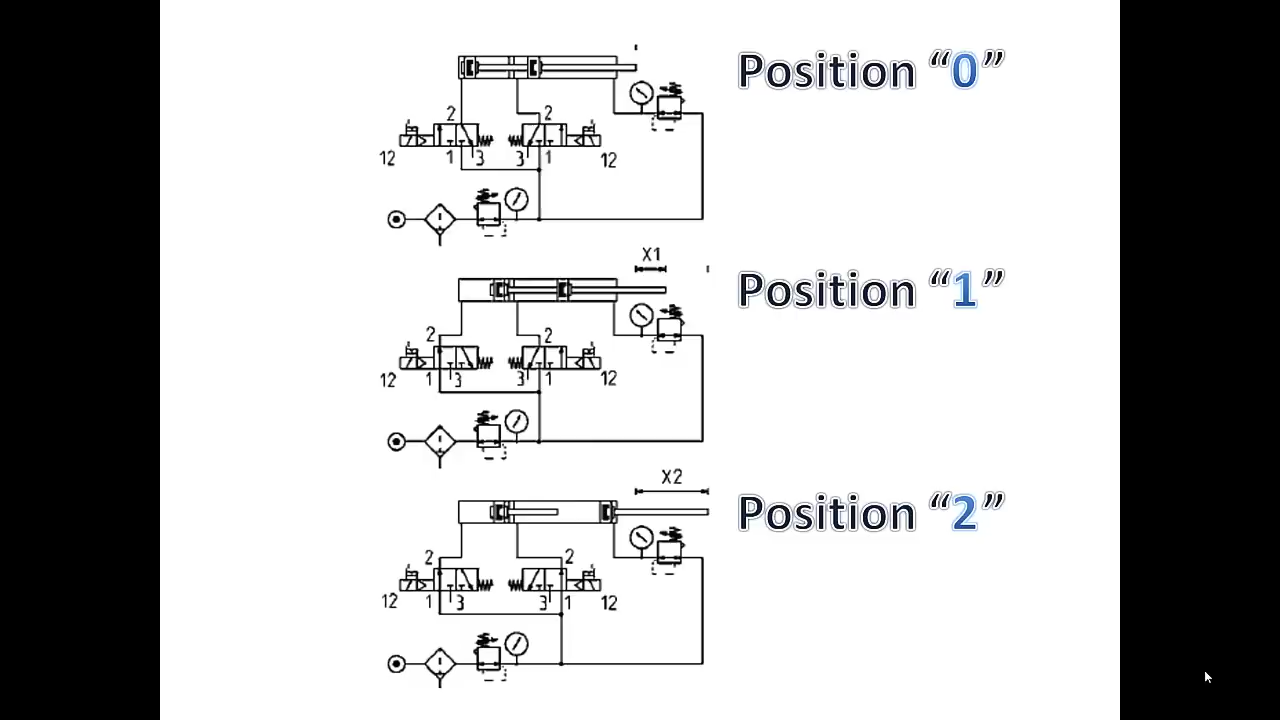 Position “0”
2 2
12 1 3 3 1 12
X1
Position “1”
2 2
12 1 3 3 1 12
X2
Position “2”
2 2
12 1 3 3 1 12